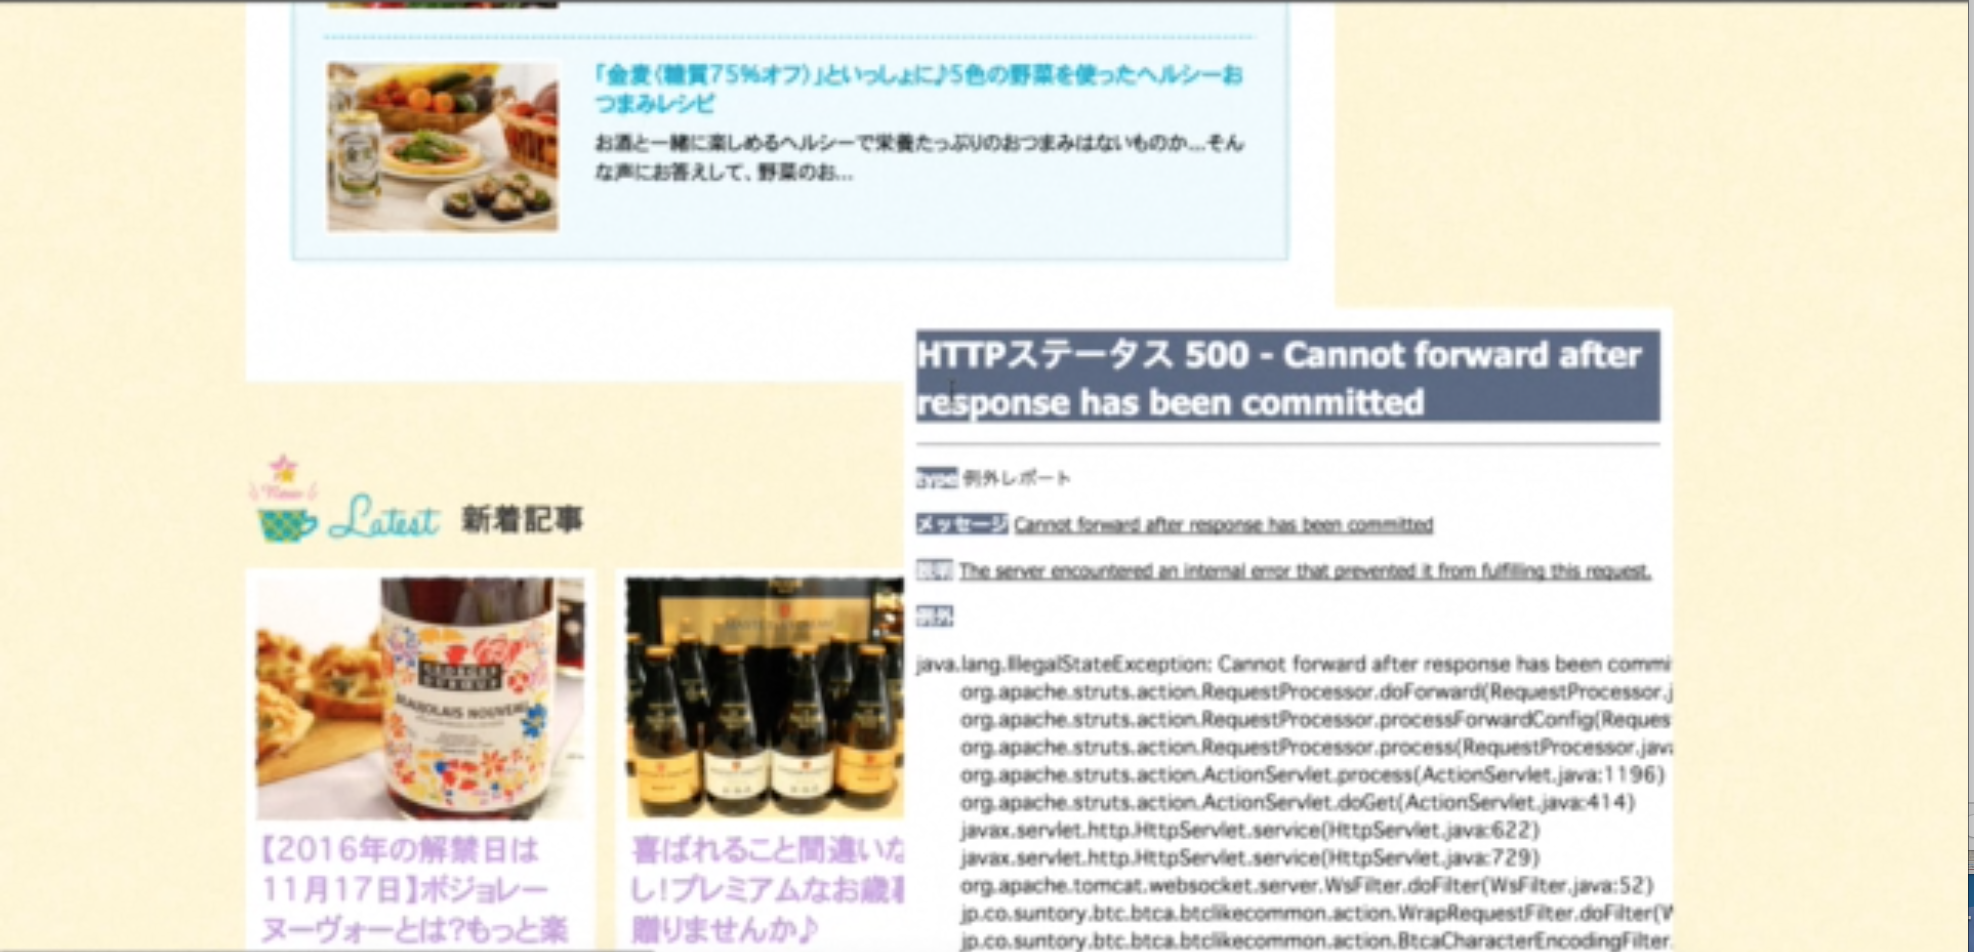 「金麦〈糖質75%オフ〉」といっしょに♪5色の野菜を使ったヘルシーお
つまみレシピ
お酒と一緒に楽しめるヘルシーで栄養たっぷりのおつまみはないものか...そん
な声にお答えして、野菜のお...
HTTPステータス 500 - Cannot forward after
response has been committed
type 例外レポート
メッセージ Cannot forward after response has been committed
説明 The server encountered an internal error that prevented it from fulfilling this request.
例外
java.lang.IllegalStateException: Cannot forward after response has been commi
org.apache.struts.action.RequestProcessor.doForward(RequestProcessor.j
org.apache.struts.action.RequestProcessor.processForwardConfig(Reques
org.apache.struts.action.RequestProcessor.process(RequestProcessor.java
org.apache.struts.action.ActionServlet.process(ActionServlet.java:1196)
org.apache.struts.action.ActionServlet.doGet(ActionServlet.java:414)
javax.servlet.http.HttpServlet.service(HttpServlet.java:622)
javax.servlet.http.HttpServlet.service(HttpServlet.java:729)
org.apache.tomcat.websocket.server.WsFilter.doFilter(WsFilter.java:52)
jp.co.suntory.btc.btca.btclikecommon.action.WrapRequestFilter.doFilter(W
jp.co.suntory.btc.btca.btclikecommon.action.BtcaCharacterEncodingFilter.
New
Latest 新着記事
金麦
GEORGES
BEAUJOLAIS NOUVEAU
【2016年の解禁日は
11月17日】ボジョレー
ヌーヴォーとは?もっと楽
喜ばれること間違いな
し!プレミアムなお歳暮
贈りませんか♪